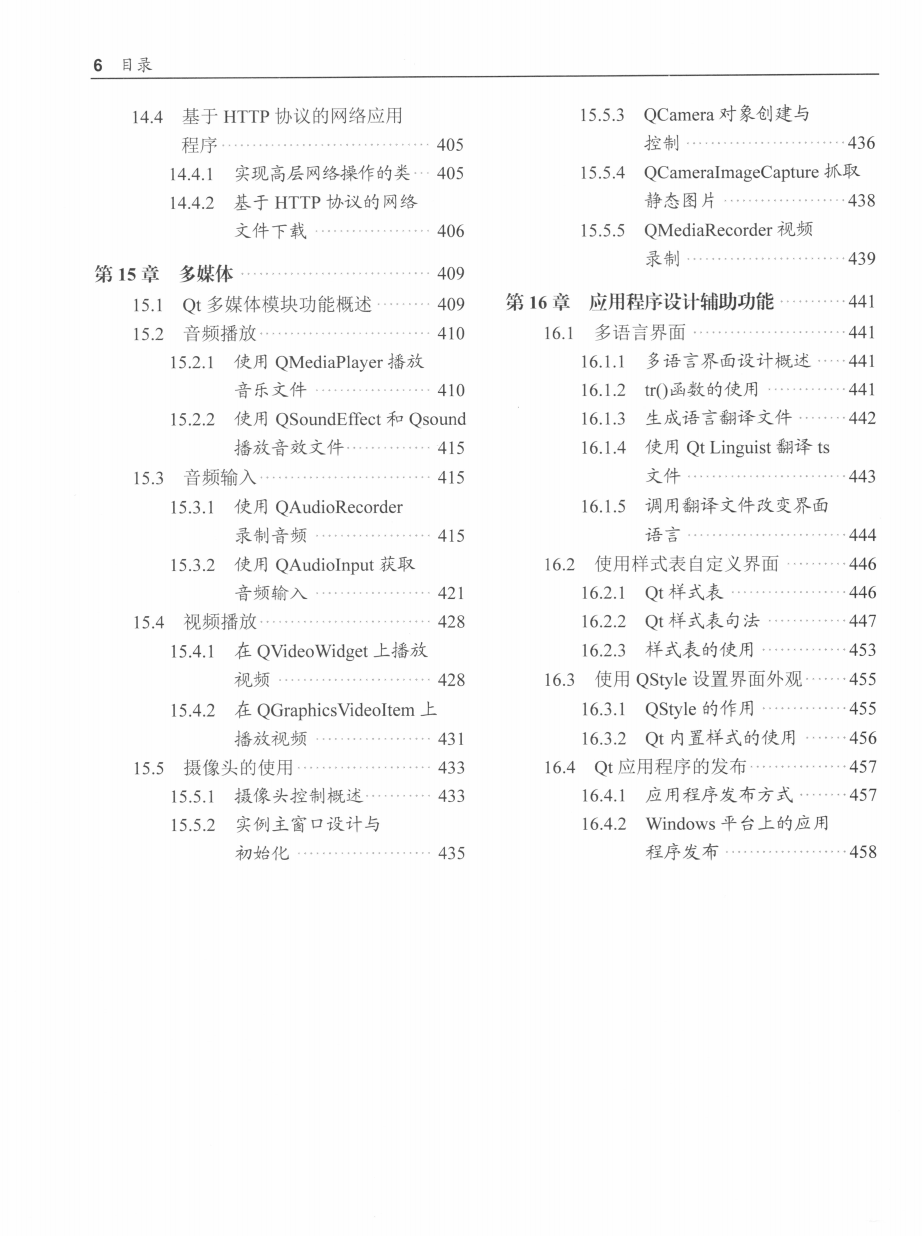 6 目录
14.4 基于 HTTP 协议的网络应用
程序 405
14.4.1 实现高层网络操作的类 405
14.4.2 基于 HTTP 协议的网络
文件下载 406
第 15 章 多媒体 409
15.1 Qt 多媒体模块功能概述 409
15.2 音频播放 410
15.2.1 使用 QMediaPlayer 播放
音乐文件 410
15.2.2 使用 QSoundEffect 和 Qsound
播放音效文件 415
15.3 音频输入 415
15.3.1 使用 QAudioRecorder
录制音频 415
15.3.2 使用 QAudioInput 获取
音频输入 421
15.4 视频播放 428
15.4.1 在 QVideoWidget 上播放
视频 428
15.4.2 在 QGraphicsVideoItem 上
播放视频 431
15.5 摄像头的使用 433
15.5.1 摄像头控制概述 433
15.5.2 实例主窗口设计与
初始化 435
15.5.3 QCamera 对象创建与
控制 436
15.5.4 QCameraImageCapture 抓取
静态图片 438
15.5.5 QMediaRecorder 视频
录制 439
第 16 章 应用程序设计辅助功能 441
16.1 多语言界面 441
16.1.1 多语言界面设计概述 441
16.1.2 tr()函数的使用 441
16.1.3 生成语言翻译文件 442
16.1.4 使用 Qt Linguist 翻译 ts
文件 443
16.1.5 调用翻译文件改变界面
语言 444
16.2 使用样式表自定义界面 446
16.2.1 Qt 样式表 446
16.2.2 Qt 样式表句法 447
16.2.3 样式表的使用 453
16.3 使用 QStyle 设置界面外观 455
16.3.1 QStyle 的作用 455
16.3.2 Qt 内置样式的使用 456
16.4 Qt 应用程序的发布 457
16.4.1 应用程序发布方式 457
16.4.2 Windows 平台上的应用
程序发布 458